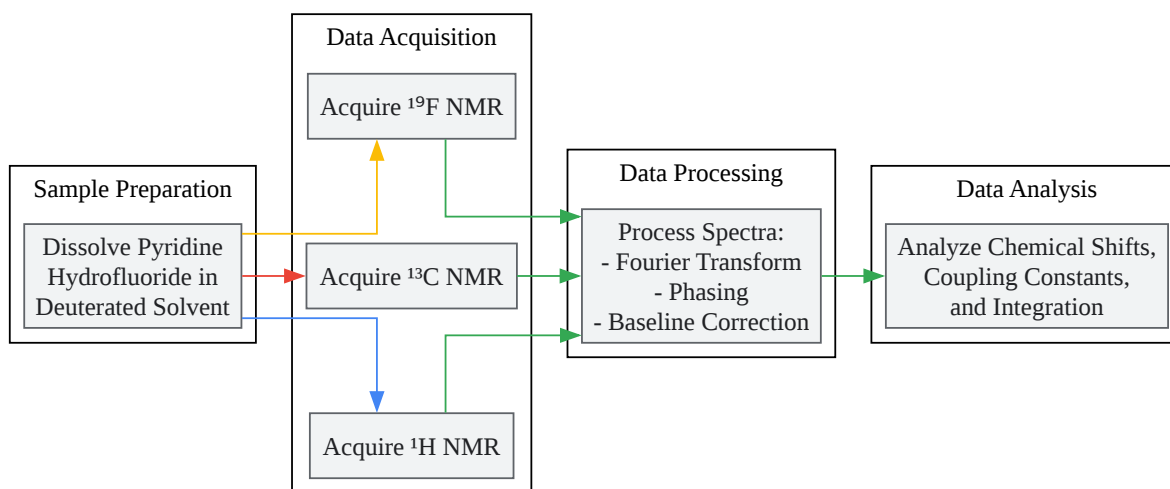 Sample Preparation
Dissolve Pyridine
Hydrofluoride in
Deuterated Solvent
Data Acquisition
Acquire ¹⁹F NMR
Acquire ¹³C NMR
Acquire ¹H NMR
Data Processing
Process Spectra:
- Fourier Transform
- Phasing
- Baseline Correction
Data Analysis
Analyze Chemical Shifts,
Coupling Constants,
and Integration